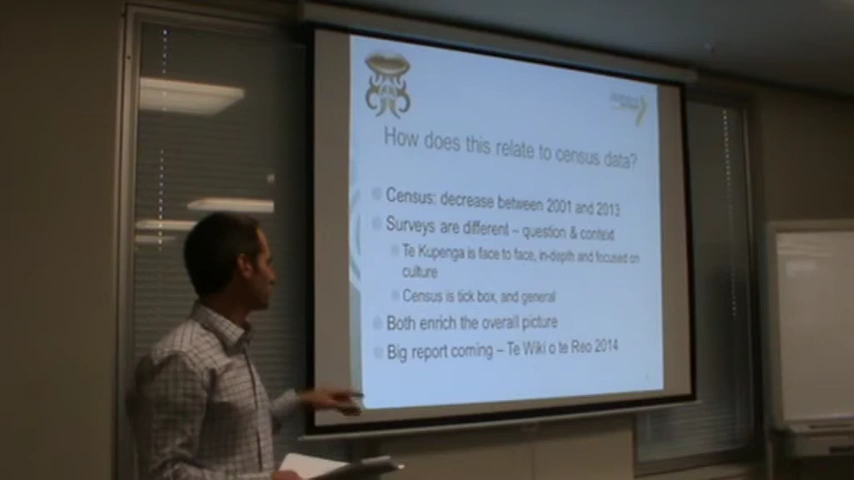 How does this relate to census data?
Census: decrease between 2001 and 2013
Surveys are different – question & context
Te Kupenga is face to face, in-depth and focused on
culture
Census is tick box, and general
Both enrich the overall picture
Big report coming – Te Wiki o te Reo 2014